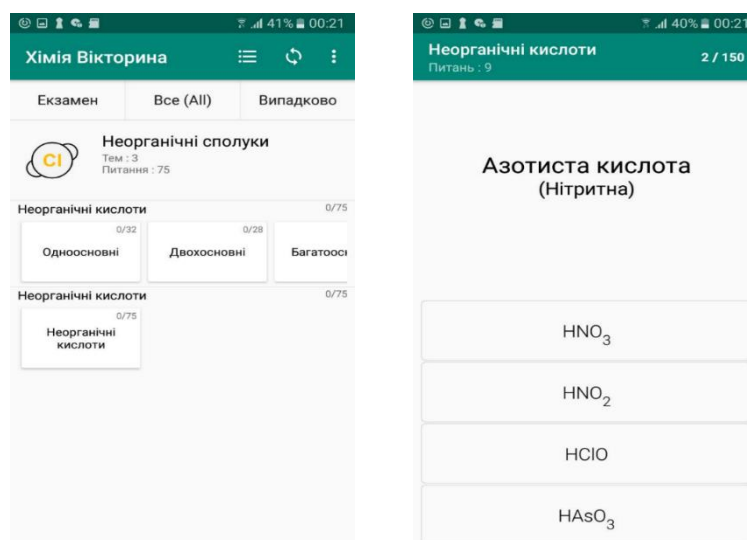 41% 00:21
Хімія Вікторина
Екзамен Все (All) Випадково
Cl
Неорганічні сполуки
Тем : 3
Питання : 75
Неорганічні кислоти 0/75
0/32 0/28
Одноосновні Двохосновні Багатоосн
Неорганічні кислоти 0/75
0/75
Неорганічні
кислоти
40% 00:21
Неорганічні кислоти
Питань : 9
2 / 150
Азотиста кислота
(Нітритна)
HNO₃
HNO₂
HClO
HAsO₃